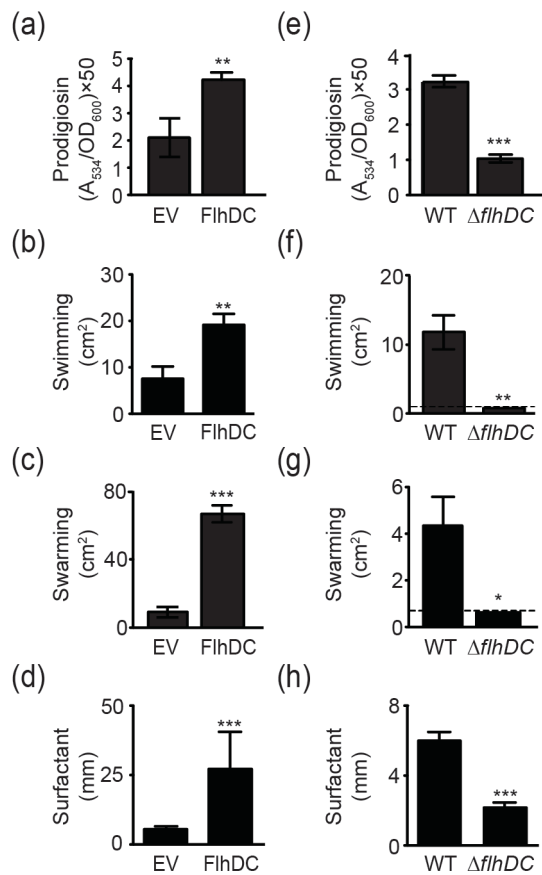 (a)
Prodigiosin
(A₅₃₄/OD₆₀₀)×50
5
4
3
2
1
0
**
EV FlhDC
(e)
Prodigiosin
(A₅₃₄/OD₆₀₀)×50
4
3
2
1
0
***
WT ΔflhDC
(b)
Swimming
(cm²)
30
20
10
0
**
EV FlhDC
(f)
Swimming
(cm²)
20
10
0
**
WT ΔflhDC
(c)
Swarming
(cm²)
80
40
0
***
EV FlhDC
(g)
Swarming
(cm²)
6
4
2
0
*
WT ΔflhDC
(d)
Surfactant
(mm)
50
25
0
***
EV FlhDC
(h)
Surfactant
(mm)
8
4
0
***
WT ΔflhDC